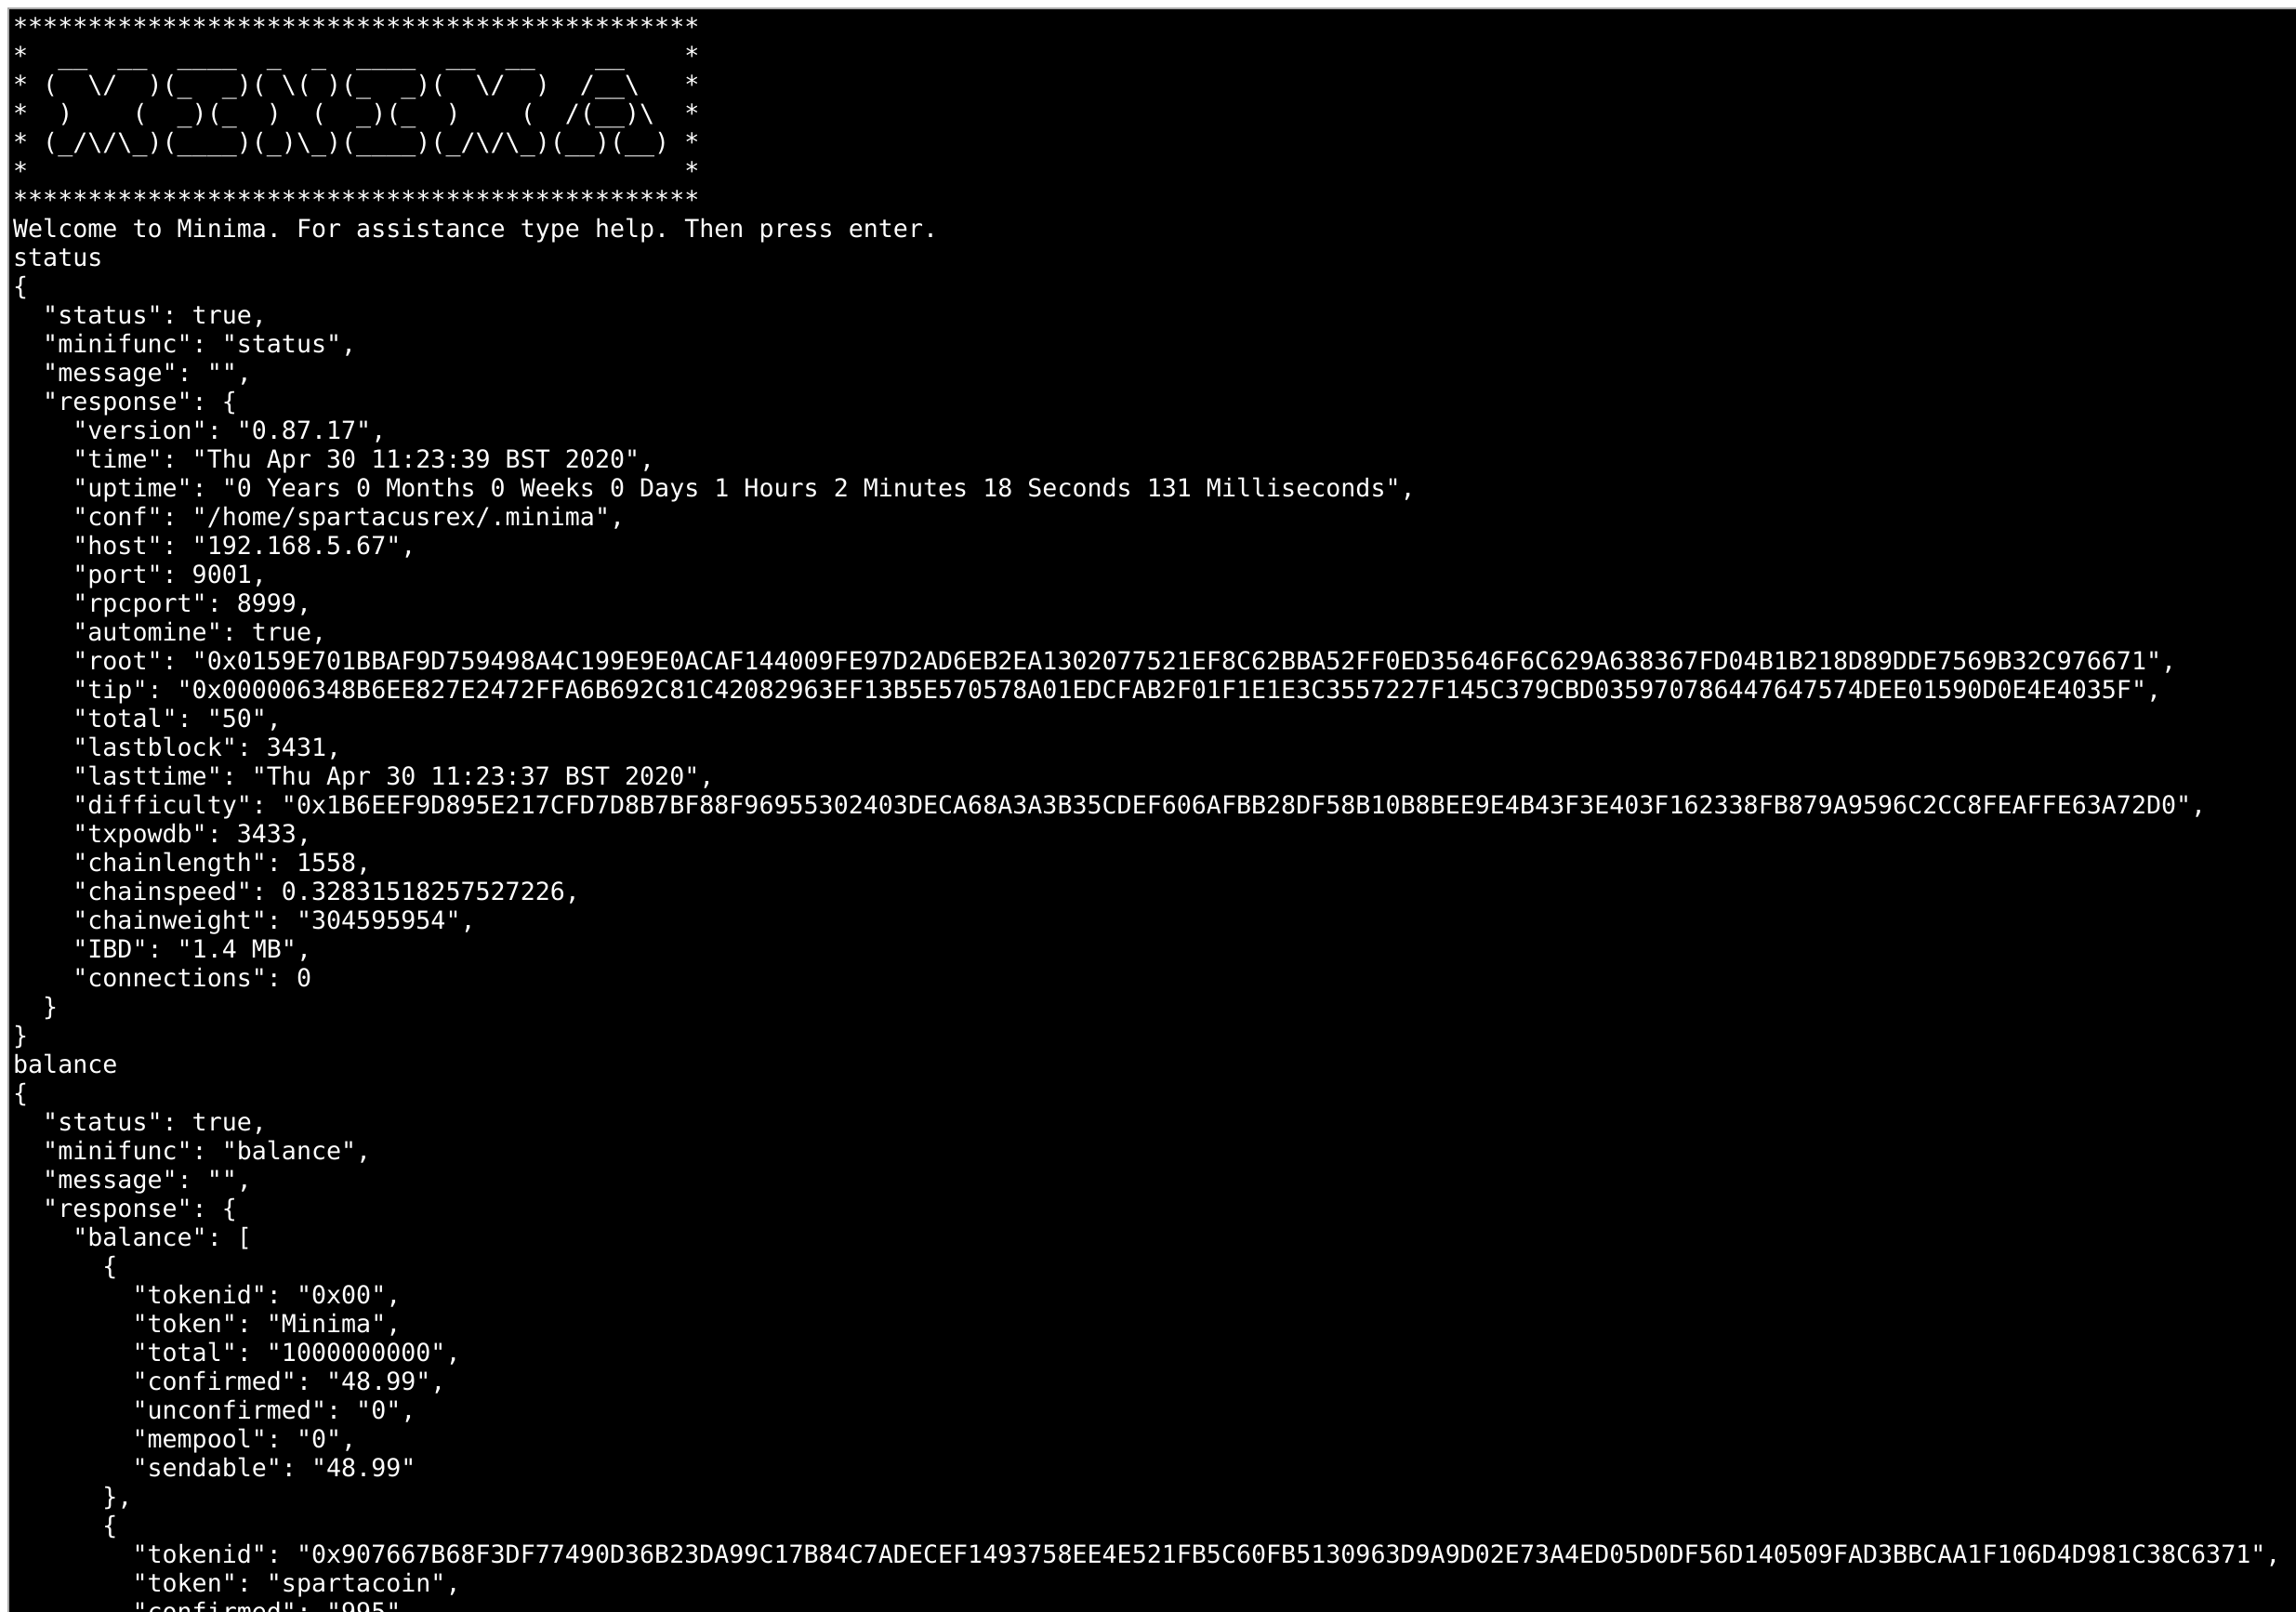 **********************************************
*                                            *
*  __  __  ____  _  _  ____  __  __    __    *
* (  \/  )(_  _)( \( )(_  _)(  \/  )  /__\   *
*  )    (  _)(_  )  (  _)(_  )    (  /(__)\  *
* (_/\/\_)(____)(_)\_)(____)(_/\/\_)(__)(__) *
*                                            *
**********************************************
Welcome to Minima. For assistance type help. Then press enter.
status
{
  "status": true,
  "minifunc": "status",
  "message": "",
  "response": {
    "version": "0.87.17",
    "time": "Thu Apr 30 11:23:39 BST 2020",
    "uptime": "0 Years 0 Months 0 Weeks 0 Days 1 Hours 2 Minutes 18 Seconds 131 Milliseconds",
    "conf": "/home/spartacusrex/.minima",
    "host": "192.168.5.67",
    "port": 9001,
    "rpcport": 8999,
    "automine": true,
    "root": "0x0159E701BBAF9D759498A4C199E9E0ACAF144009FE97D2AD6EB2EA1302077521EF8C62BBA52FF0ED35646F6C629A638367FD04B1B218D89DDE7569B32C976671",
    "tip": "0x000006348B6EE827E2472FFA6B692C81C42082963EF13B5E570578A01EDCFAB2F01F1E1E3C3557227F145C379CBD035970786447647574DEE01590D0E4E4035F",
    "total": "50",
    "lastblock": 3431,
    "lasttime": "Thu Apr 30 11:23:37 BST 2020",
    "difficulty": "0x1B6EEF9D895E217CFD7D8B7BF88F96955302403DECA68A3A3B35CDEF606AFBB28DF58B10B8BEE9E4B43F3E403F162338FB879A9596C2CC8FEAFFE63A72D0",
    "txpowdb": 3433,
    "chainlength": 1558,
    "chainspeed": 0.32831518257527226,
    "chainweight": "304595954",
    "IBD": "1.4 MB",
    "connections": 0
  }
}
balance
{
  "status": true,
  "minifunc": "balance",
  "message": "",
  "response": {
    "balance": [
      {
        "tokenid": "0x00",
        "token": "Minima",
        "total": "1000000000",
        "confirmed": "48.99",
        "unconfirmed": "0",
        "mempool": "0",
        "sendable": "48.99"
      },
      {
        "tokenid": "0x907667B68F3DF77490D36B23DA99C17B84C7ADECEF1493758EE4E521FB5C60FB5130963D9A9D02E73A4ED05D0DF56D140509FAD3BBCAA1F106D4D981C38C6371",
        "token": "spartacoin",
        "confirmed": "995"